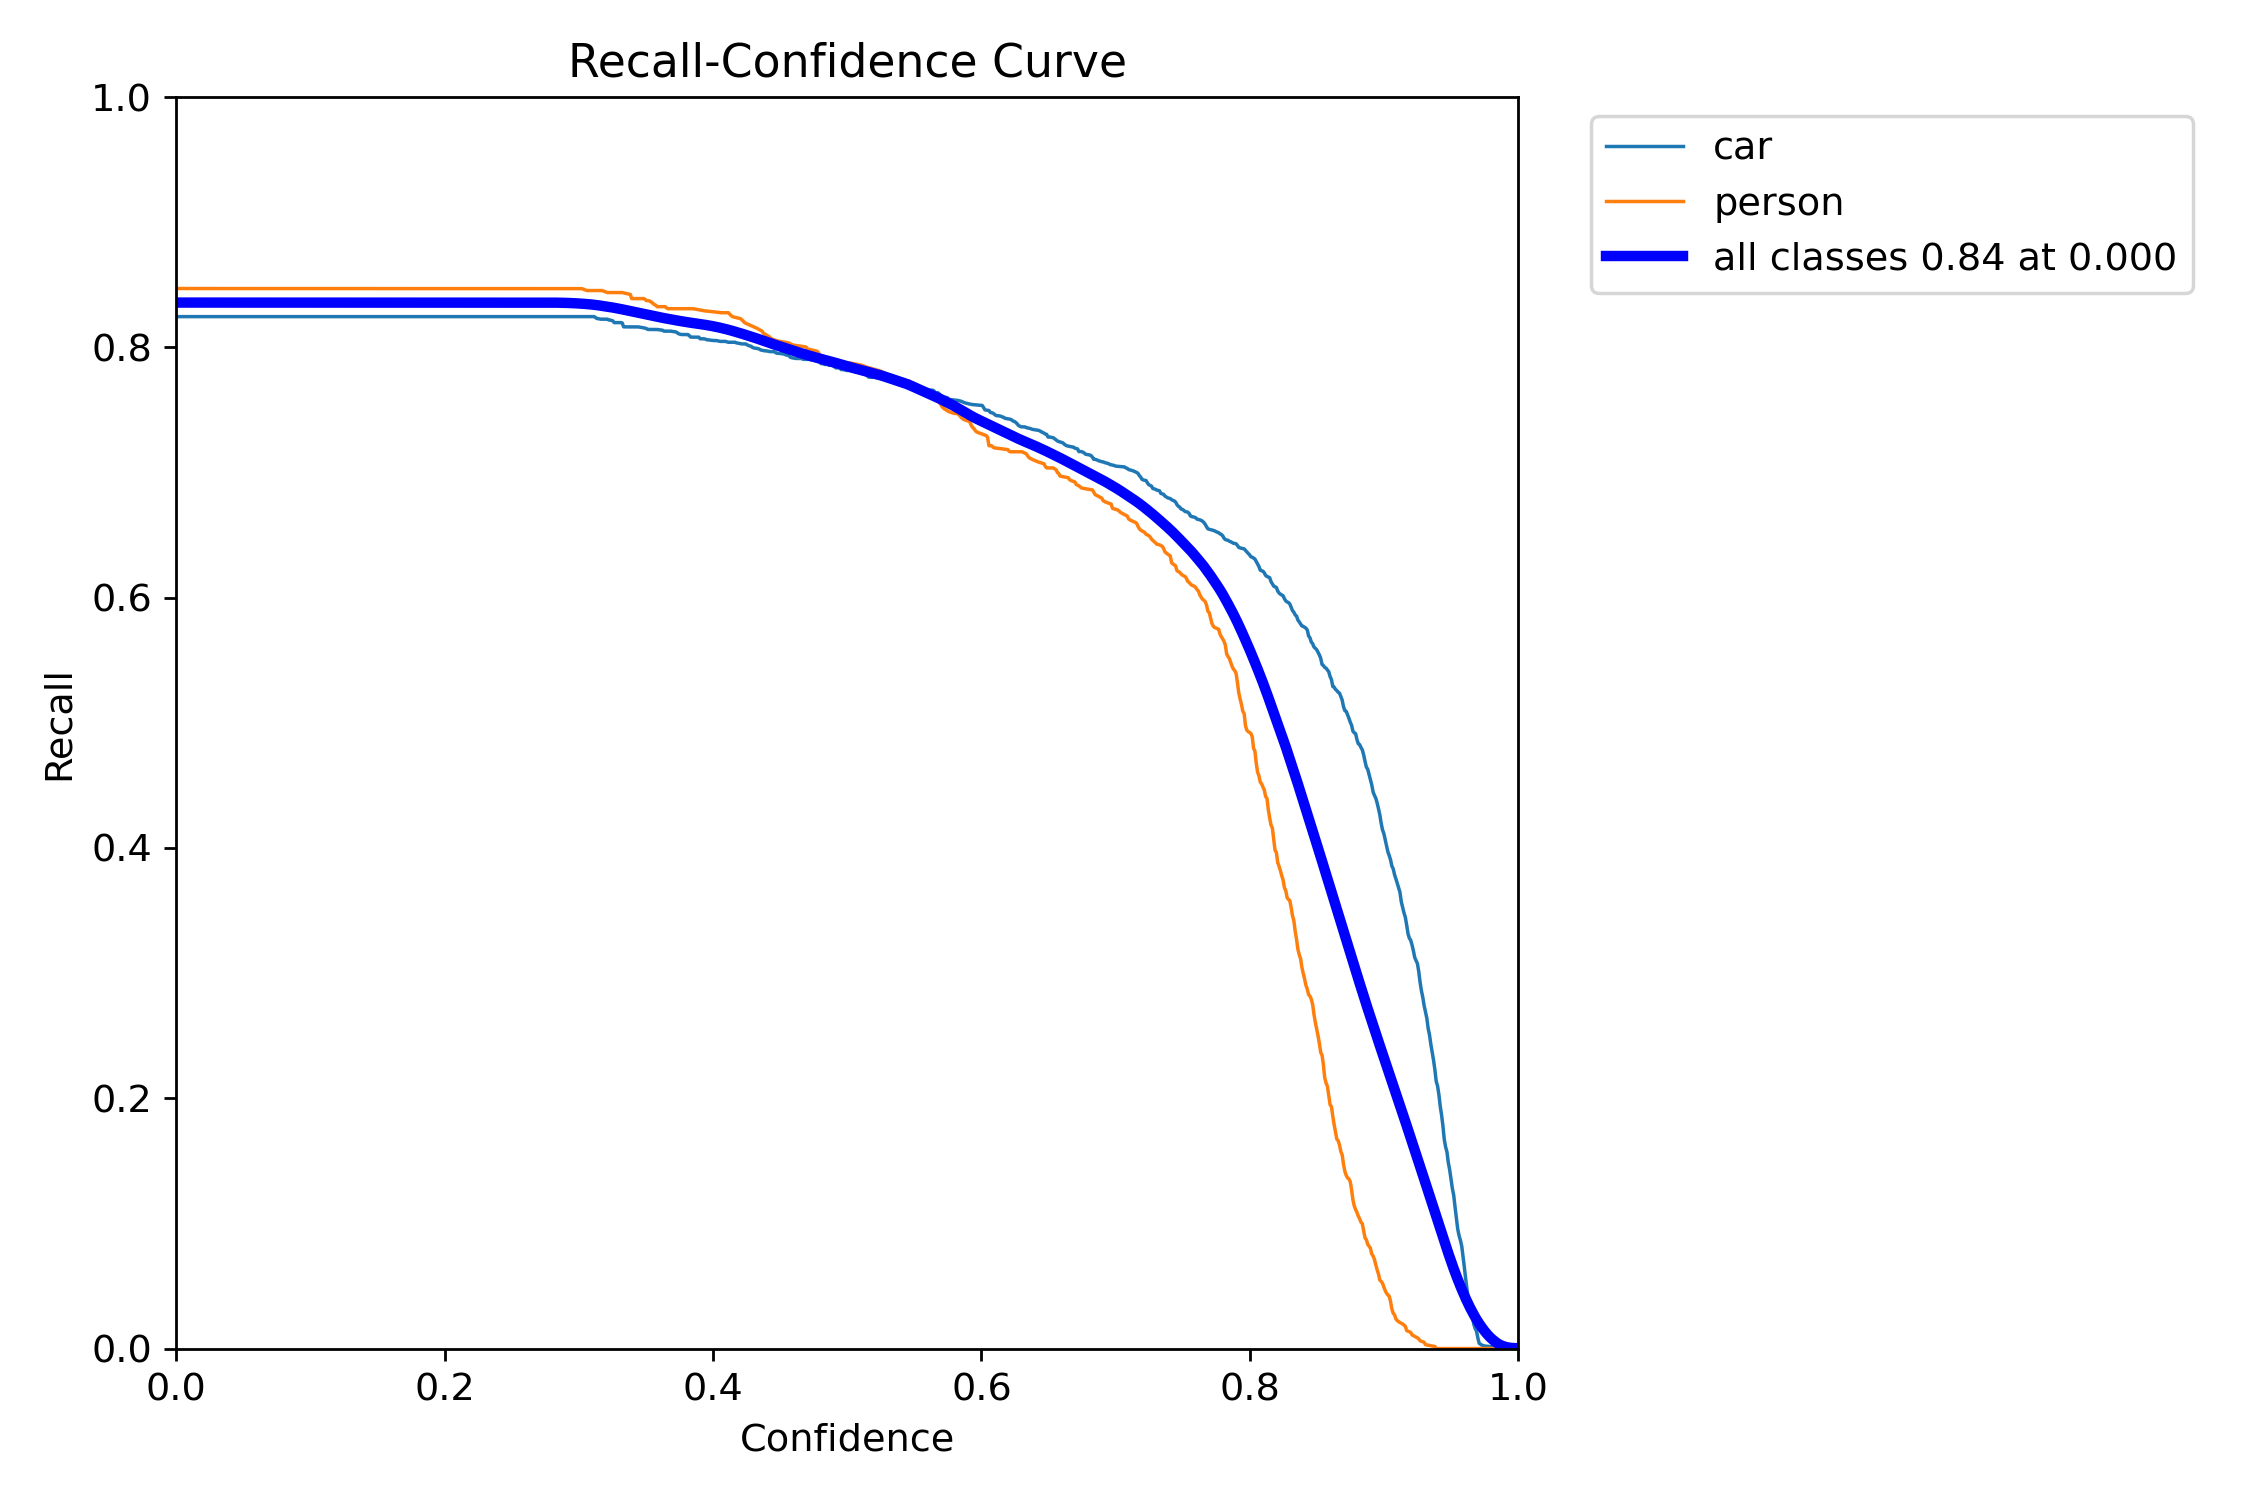 Recall-Confidence Curve
1.0
0.8
0.6
0.4
0.2
0.0
Recall
0.0 0.2 0.4 0.6 0.8 1.0
Confidence
car
person
all classes 0.84 at 0.000